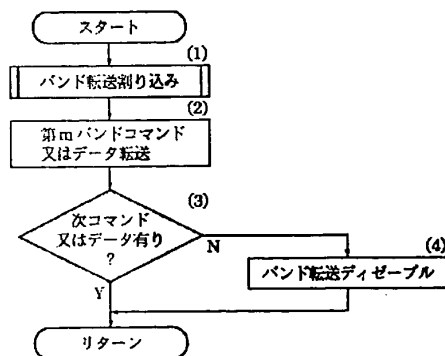 スタート
(1)
バンド転送割り込み
(2)
第mバンドコマンド
又はデータ転送
(3)
次コマンド
又はデータ有り
?
N
(4)
バンド転送ディゼーブル
Y
リターン